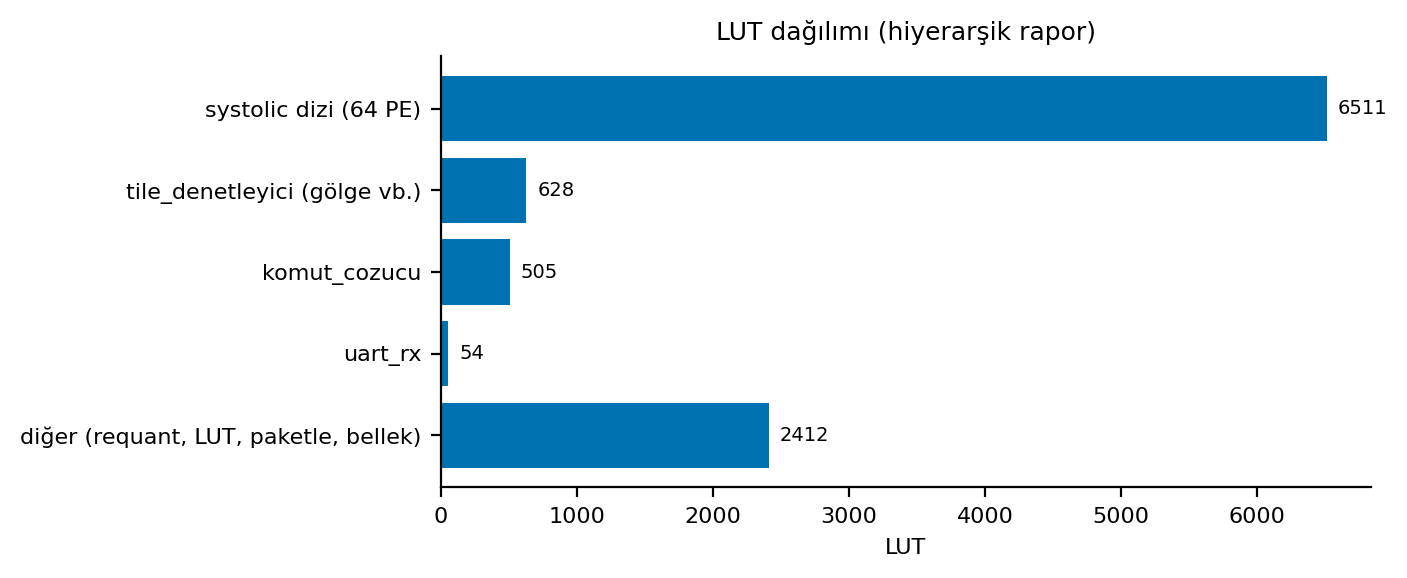 LUT dağılımı (hiyerarşik rapor)
systolic dizi (64 PE) 6511
tile_denetleyici (gölge vb.) 628
komut_cozucu 505
uart_rx 54
diğer (requant, LUT, paketle, bellek) 2412
0 1000 2000 3000 4000 5000 6000
LUT